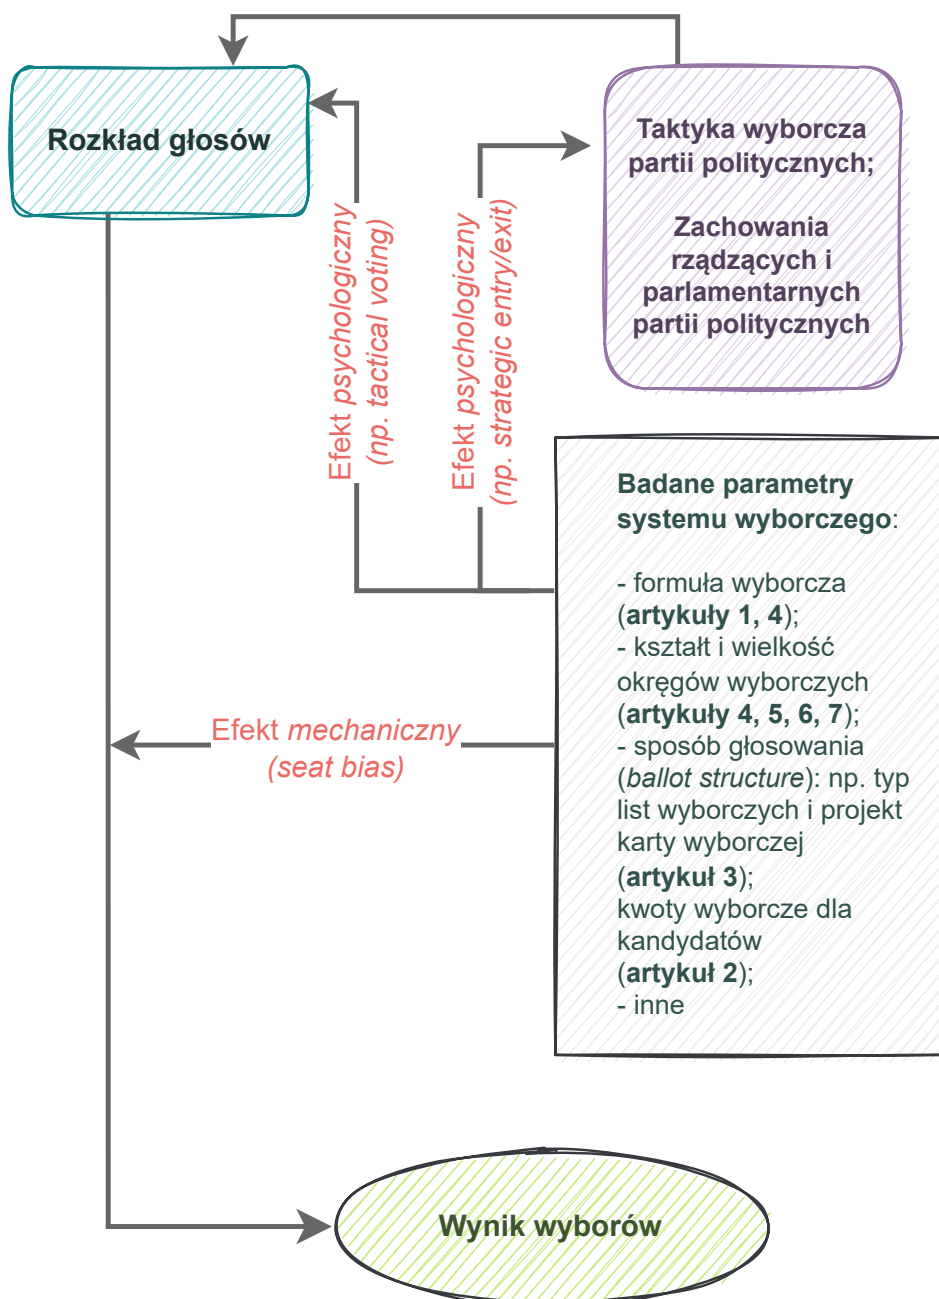 Rozkład głosów
Taktyka wyborcza
partii politycznych;
Zachowania
rządzących i
parlamentarnych
partii politycznych
Efekt psychologiczny
(np. tactical voting)
Efekt psychologiczny
(np. strategic entry/exit)
Badane parametry
systemu wyborczego:
- formuła wyborcza
(artykuły 1, 4);
- kształt i wielkość
okręgów wyborczych
(artykuły 4, 5, 6, 7);
- sposób głosowania
(ballot structure): np. typ
list wyborczych i projekt
karty wyborczej
(artykuł 3);
kwoty wyborcze dla
kandydatów
(artykuł 2);
- inne
Efekt mechaniczny
(seat bias)
Wynik wyborów